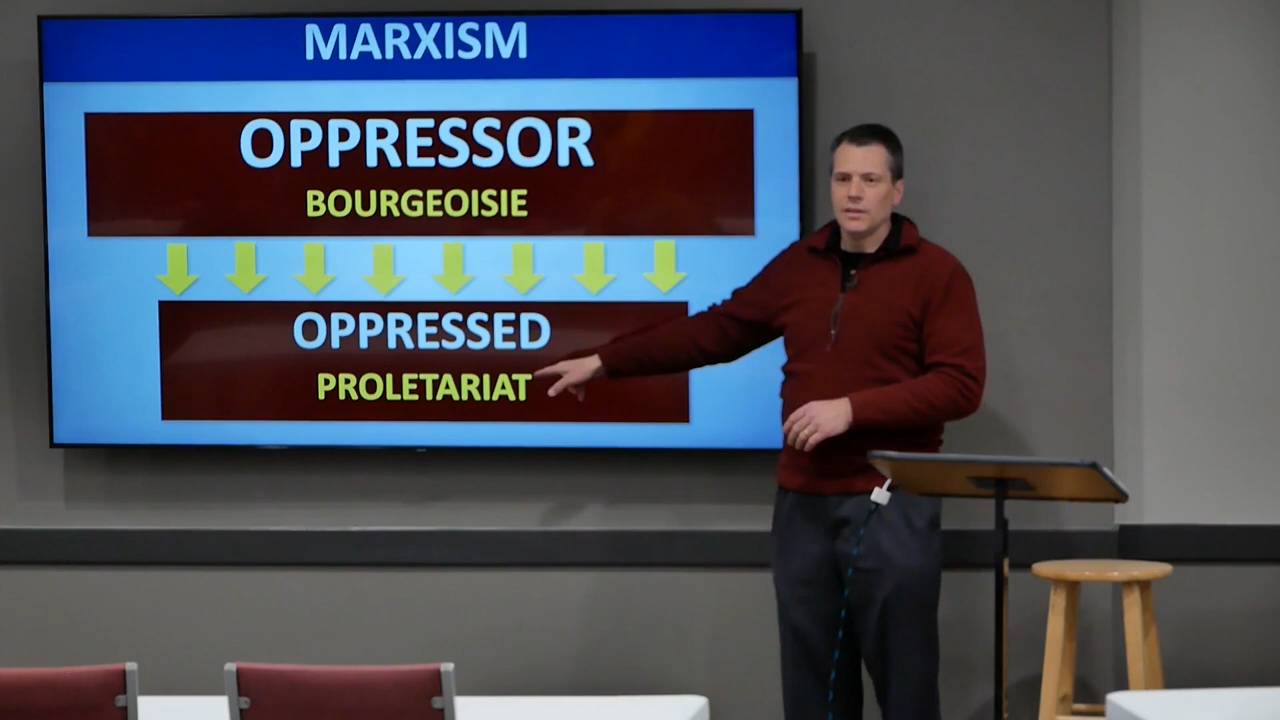 MARXISM
OPPRESSOR
BOURGEOISIE
OPPRESSED
PROLETARIAT